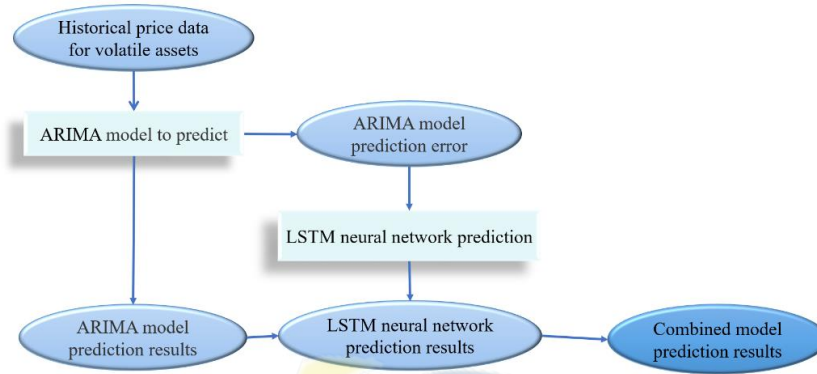 Historical price data
for volatile assets
ARIMA model to predict
ARIMA model
prediction error
LSTM neural network prediction
ARIMA model
prediction results
LSTM neural network
prediction results
Combined model
prediction results